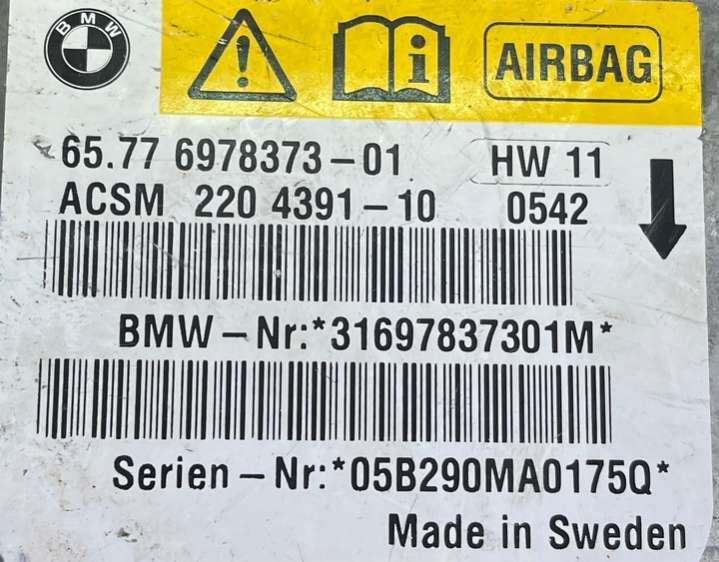 BMW
AIRBAG
65.77 6978373-01 HW 11
ACSM 220 4391-10 0542
BMW-Nr:*31697837301M*
Serien-Nr:*05B290MA0175Q*
Made in Sweden